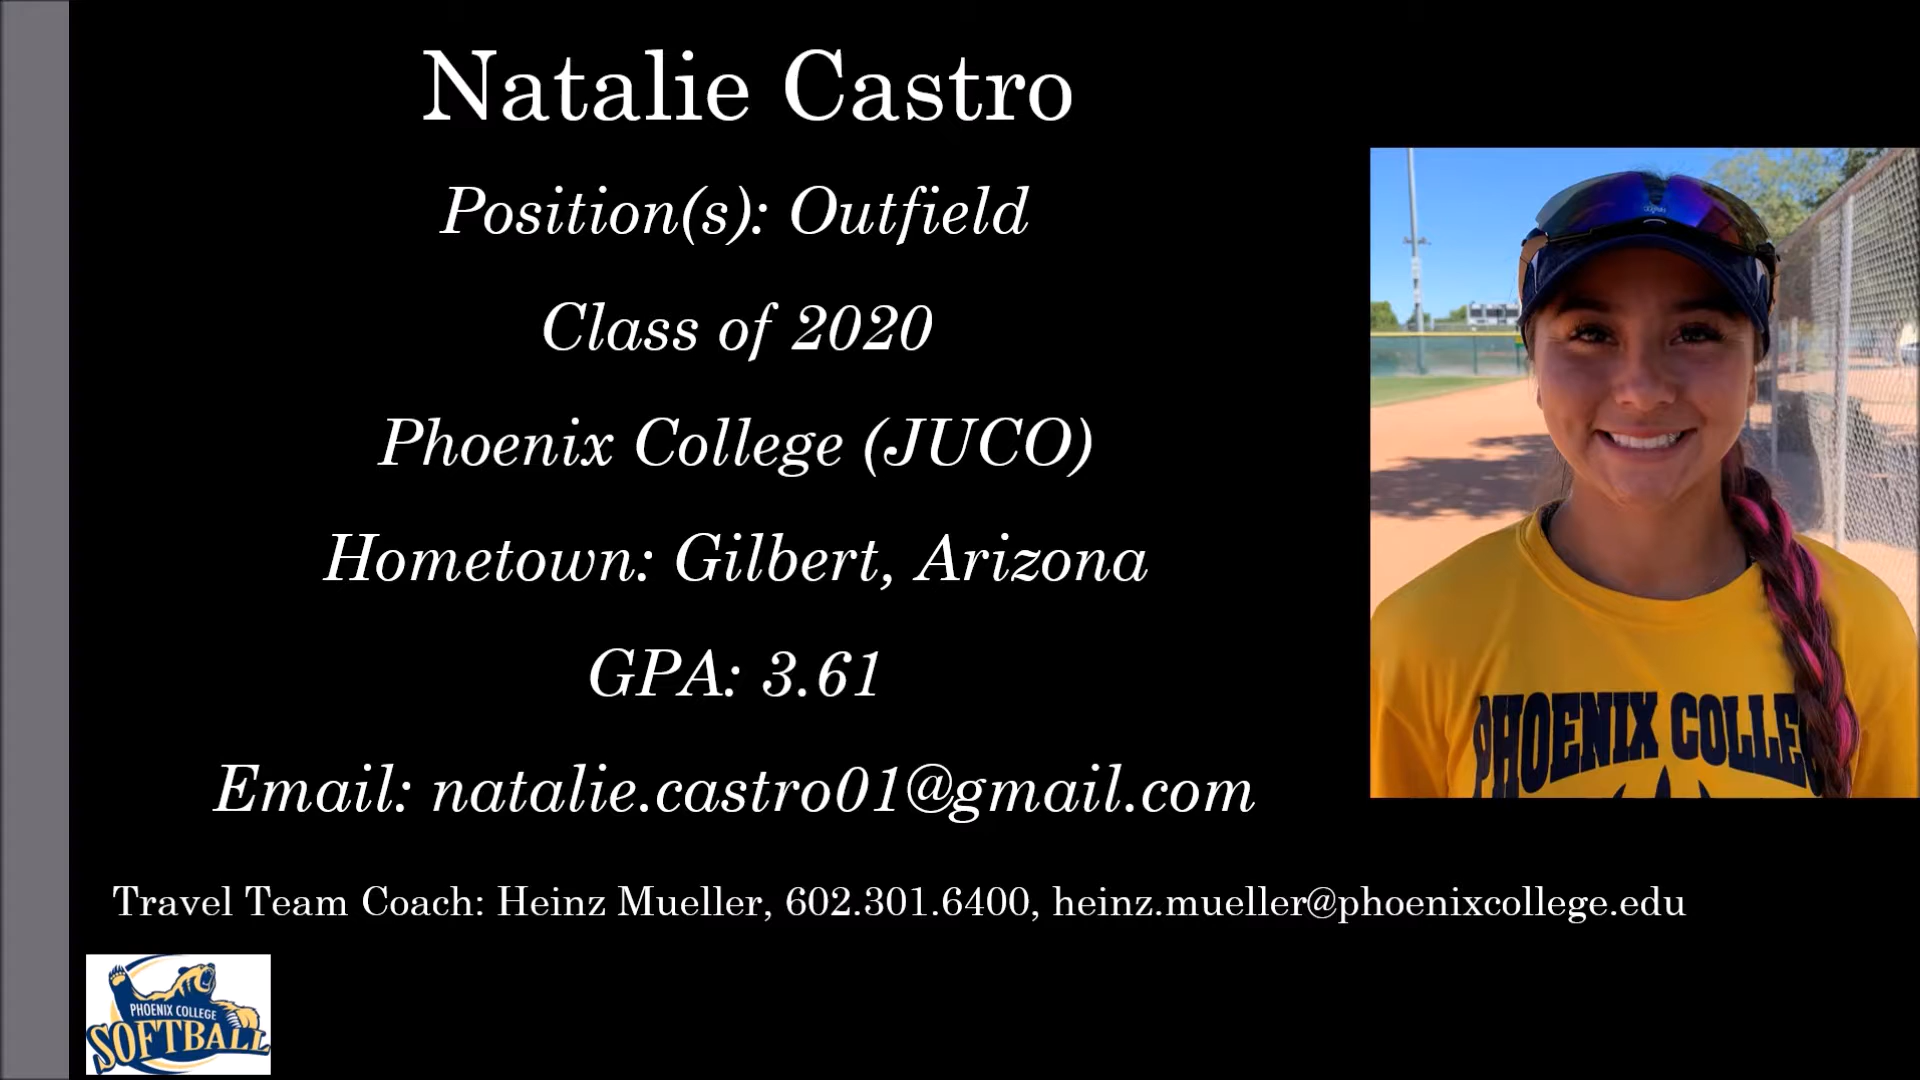 Natalie Castro
Position(s): Outfield
Class of 2020
Phoenix College (JUCO)
Hometown: Gilbert, Arizona
GPA: 3.61
Email: natalie.castro01@gmail.com
Travel Team Coach: Heinz Mueller, 602.301.6400, heinz.mueller@phoenixcollege.edu
PHOENIX COLLEG
PHOENIX COLLEGE
SOFTBALL